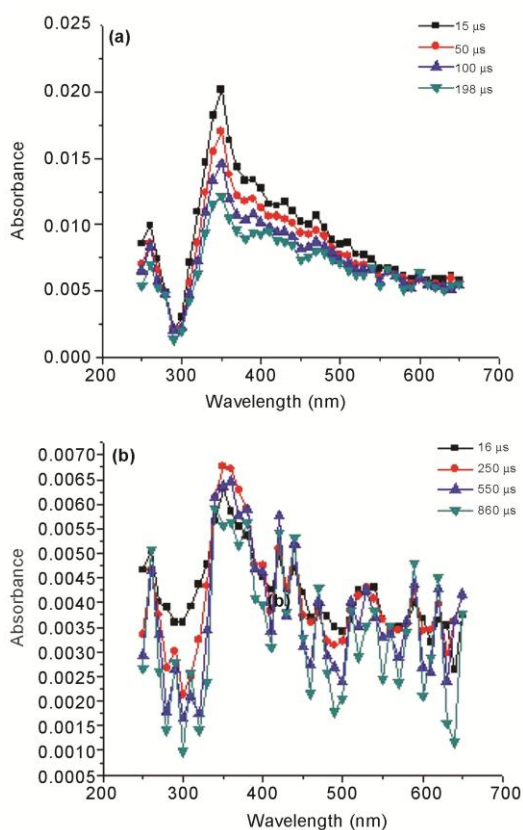 (a)
15 µs
50 µs
100 µs
198 µs
0.025
0.020
0.015
0.010
0.005
0.000
Absorbance
200 300 400 500 600 700
Wavelength (nm)
(b)
16 µs
250 µs
550 µs
860 µs
0.0070
0.0065
0.0060
0.0055
0.0050
0.0045
0.0040
0.0035
0.0030
0.0025
0.0020
0.0015
0.0010
0.0005
Absorbance
(b)
200 300 400 500 600 700
Wavelength (nm)